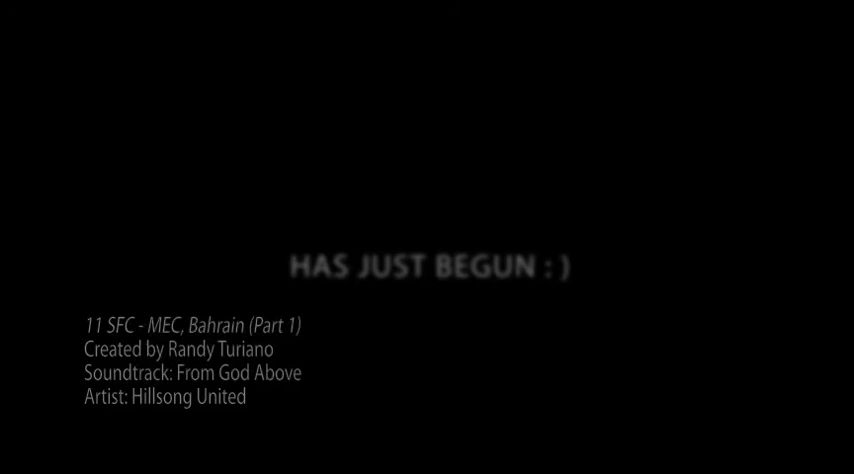 HAS JUST BEGUN : )
11 SFC - MEC, Bahrain (Part 1)
Created by Randy Turiano
Soundtrack: From God Above
Artist: Hillsong United